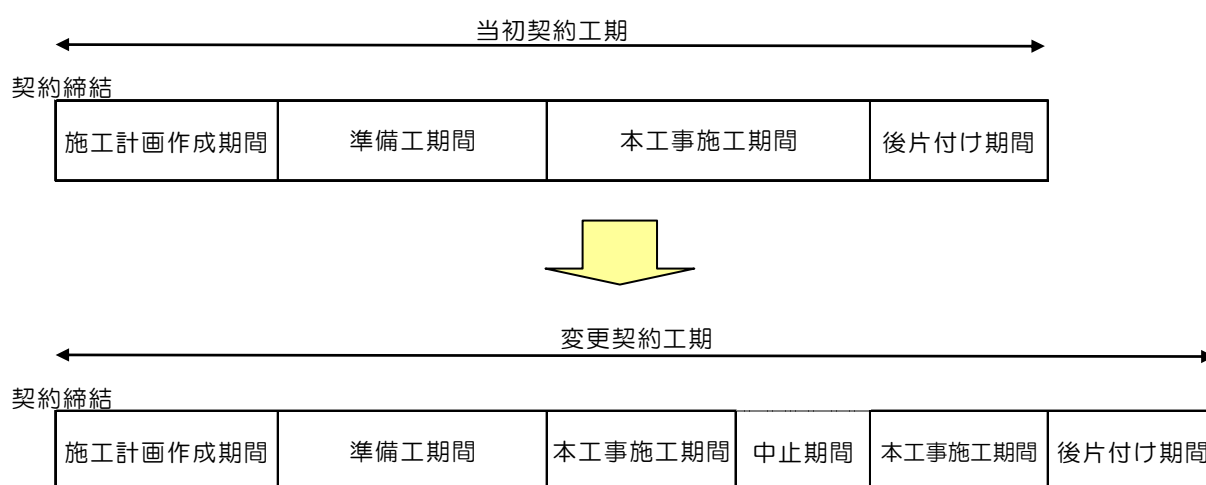 当初契約工期
契約締結
施工計画作成期間 準備工期間 本工事施工期間 後片付け期間
変更契約工期
契約締結
施工計画作成期間 準備工期間 本工事施工期間 中止期間 本工事施工期間 後片付け期間